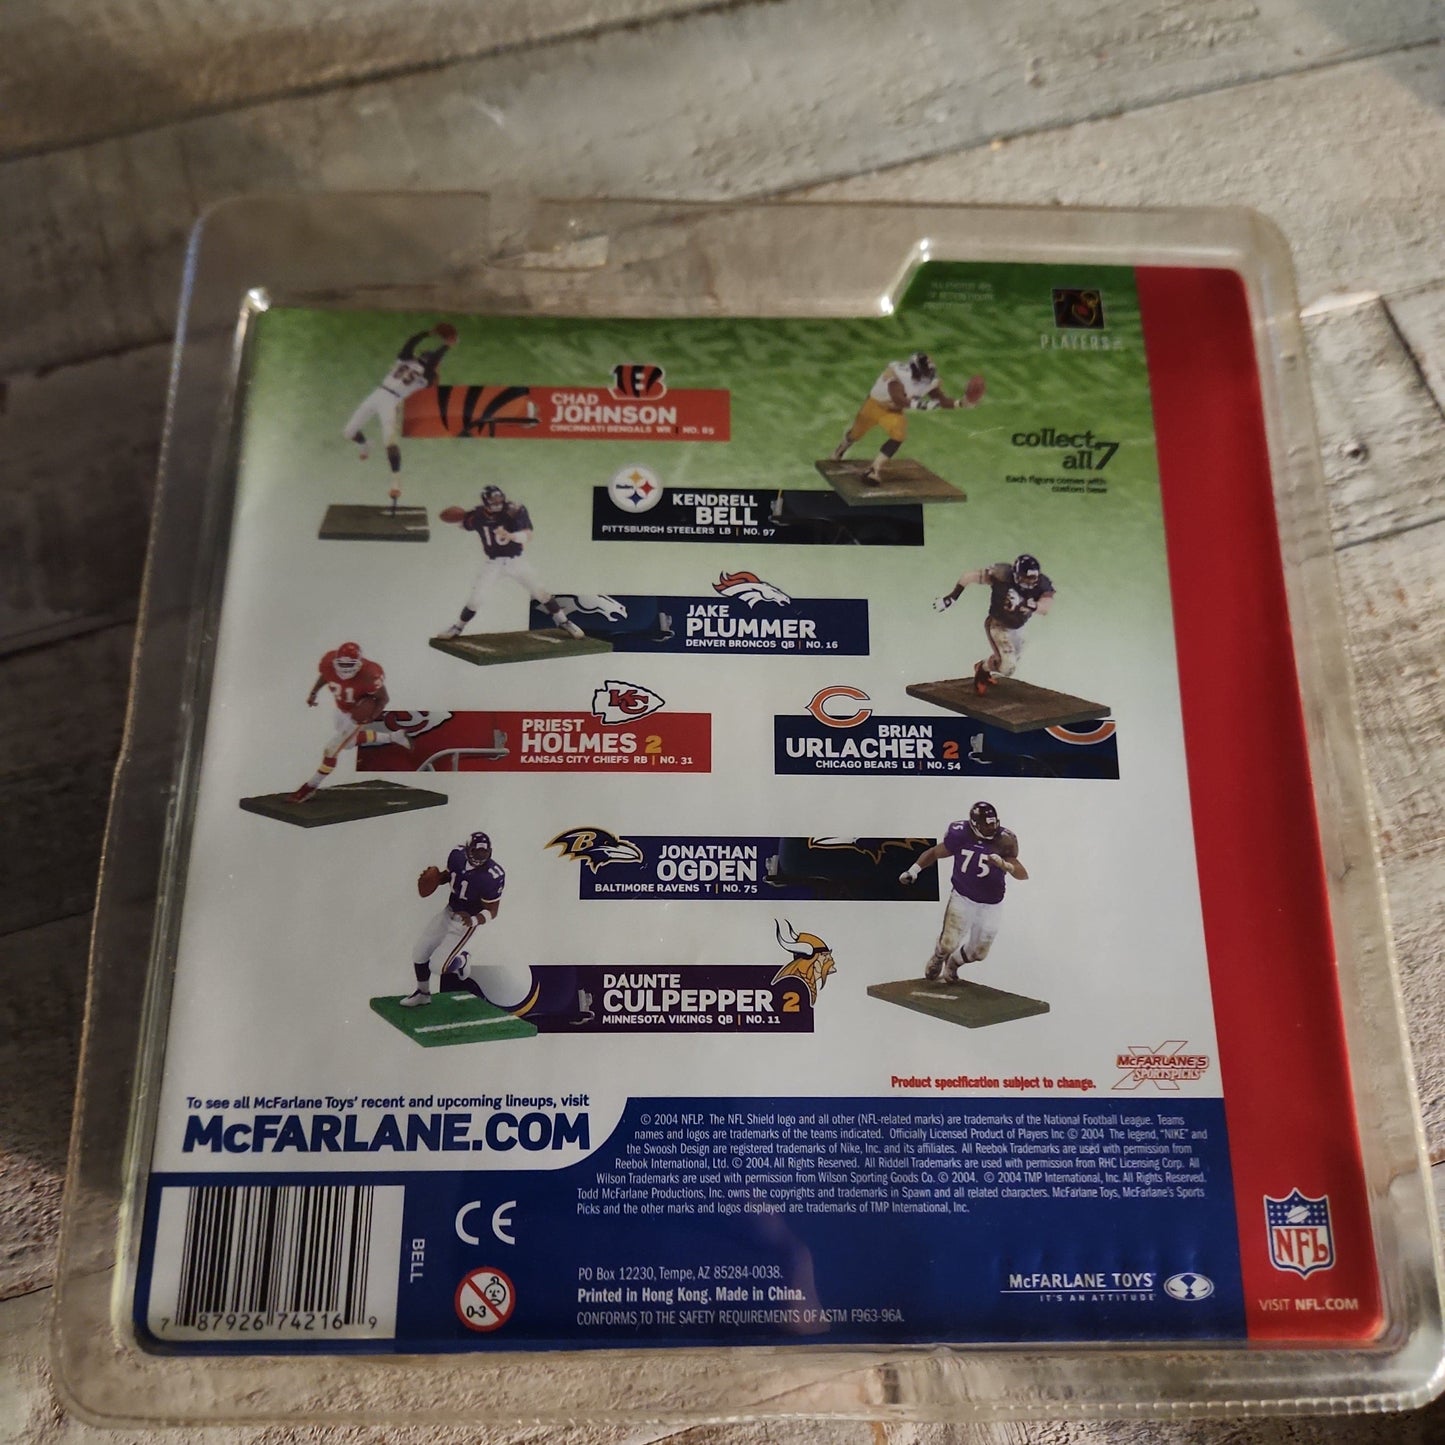 PLAYERS INC
CHAD
JOHNSON
CINCINNATI BENGALS WR | NO. 85
collect
all 7
Each figure comes with
custom base
KENDRELL
BELL
PITTSBURGH STEELERS LB | NO. 97
JAKE
PLUMMER
DENVER BRONCOS QB | NO. 16
PRIEST
HOLMES 2
KANSAS CITY CHIEFS RB | NO. 31
BRIAN
URLACHER 2
CHICAGO BEARS LB | NO. 54
JONATHAN
OGDEN
BALTIMORE RAVENS T | NO. 75
DAUNTE
CULPEPPER 2
MINNESOTA VIKINGS QB | NO. 11
McFARLANE'S
SPORTSPICKS
Product specification subject to change.
To see all McFarlane Toys' recent and upcoming lineups, visit
McFARLANE.COM
© 2004 NFLP. The NFL Shield logo and all other (NFL-related marks) are trademarks of the National Football League. Teams
names and logos are trademarks of the teams indicated. Officially Licensed Product of Players Inc © 2004 The legend, "NIKE" and
the Swoosh Design are registered trademarks of Nike, Inc. and its affiliates. All Reebok Trademarks are used with permission from
Reebok International, Ltd. © 2004. All Rights Reserved. All Riddell Trademarks are used with permission from RHC Licensing Corp. All
Wilson Trademarks are used with permission from Wilson Sporting Goods Co. © 2004. © 2004 TMP International, Inc. All Rights Reserved.
Todd McFarlane Productions, Inc. owns the copyrights and trademarks in Spawn and all related characters. McFarlane Toys, McFarlane's Sports
Picks and the other marks and logos displayed are trademarks of TMP International, Inc.
7 87926 74216 9
BELL
CE
0-3
PO Box 12230, Tempe, AZ 85284-0038.
Printed in Hong Kong. Made in China.
CONFORMS TO THE SAFETY REQUIREMENTS OF ASTM F963-96A.
McFARLANE TOYS
IT'S AN ATTITUDE
NFL
VISIT NFL.COM